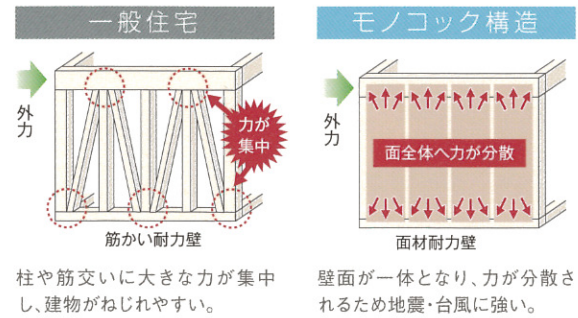 一般住宅
外力
力が
集中
筋かい耐力壁
柱や筋交いに大きな力が集中
し、建物がねじれやすい。
モノコック構造
外力
面全体へ力が分散
面材耐力壁
壁面が一体となり、力が分散さ
れるため地震・台風に強い。